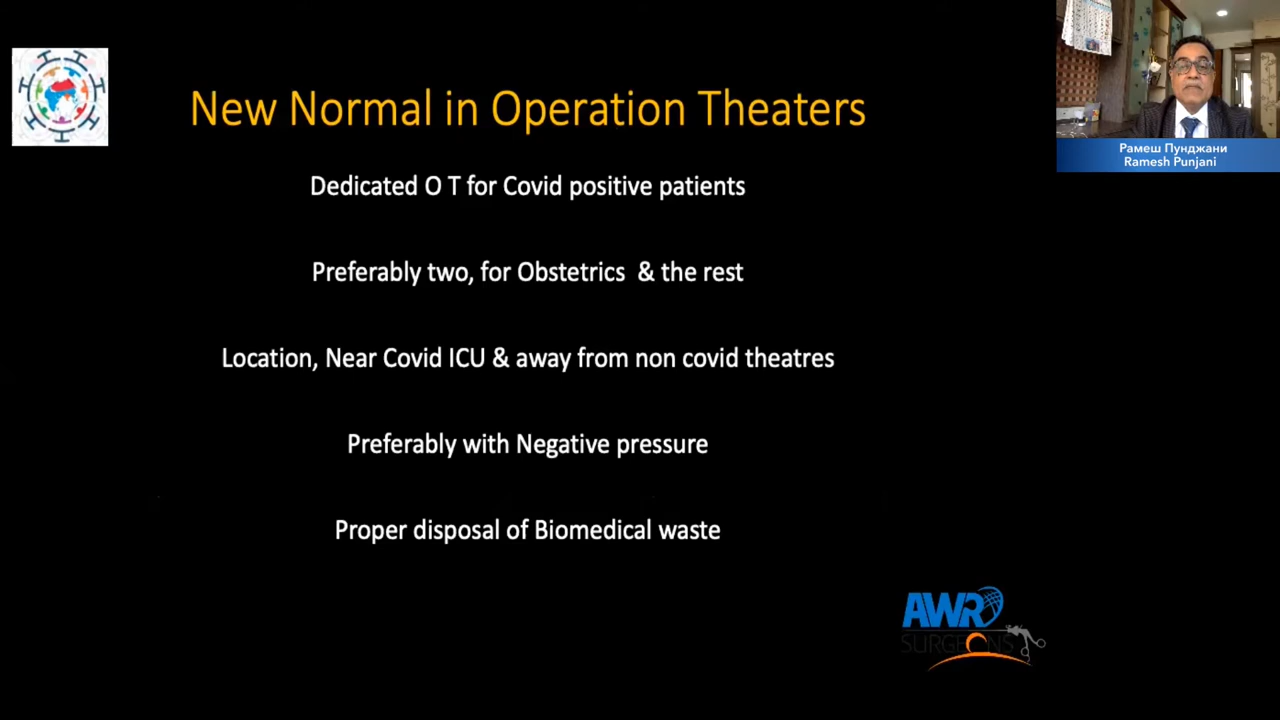 New Normal in Operation Theaters
Dedicated O T for Covid positive patients
Preferably two, for Obstetrics & the rest
Location, Near Covid ICU & away from non covid theatres
Preferably with Negative pressure
Proper disposal of Biomedical waste
Рамеш Пунджани
Ramesh Punjani
AWR
SURGEONS